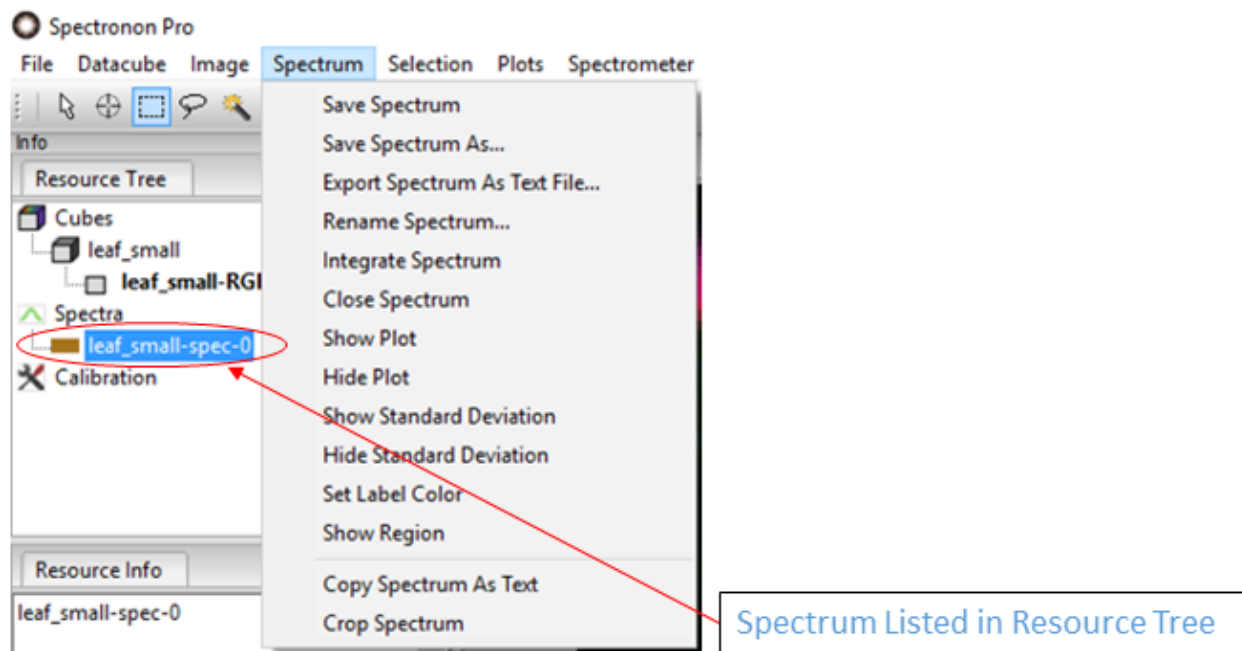 Spectronon Pro
File Datacube Image Spectrum Selection Plots Spectrometer
Info
Resource Tree
Cubes
leaf_small
leaf_small-RGI
Spectra
leaf_small-spec-0
Calibration
Resource Info
leaf_small-spec-0
Save Spectrum
Save Spectrum As...
Export Spectrum As Text File...
Rename Spectrum...
Integrate Spectrum
Close Spectrum
Show Plot
Hide Plot
Show Standard Deviation
Hide Standard Deviation
Set Label Color
Show Region
Copy Spectrum As Text
Crop Spectrum
Spectrum Listed in Resource Tree